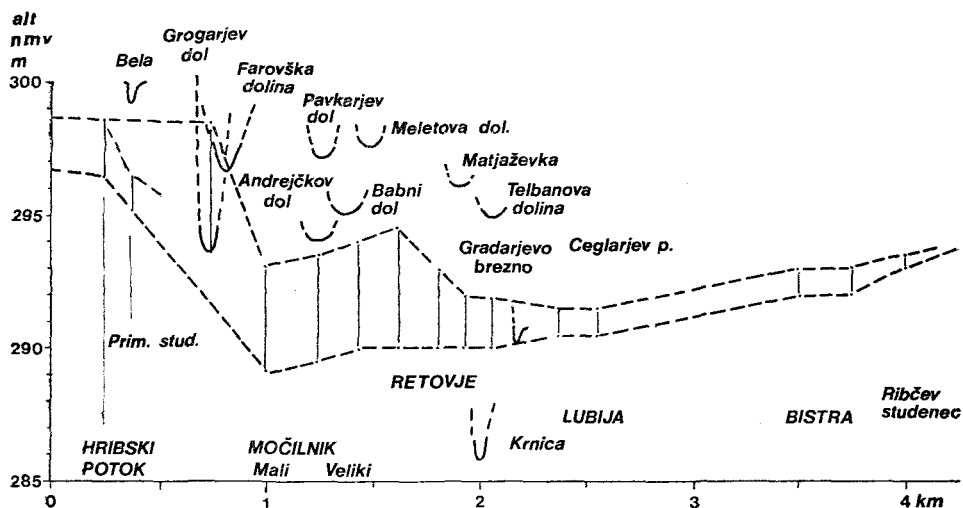 alt
nmv
m
300
295
290
285
Bela
Grogarjev
dol
Farovška
dolina
Pavkarjev
dol
Meletova dol.
Matjaževka
Andrejčkov
dol
Babni
dol
Telbanova
dolina
Gradarjevo
brezno
Ceglarjev p.
Prim. stud.
RETOVJE
Krnica
LUBIJA
BISTRA
Ribčev
studenec
HRIBSKI
POTOK
MOČILNIK
Mali Veliki
0 1 2 3 4 km